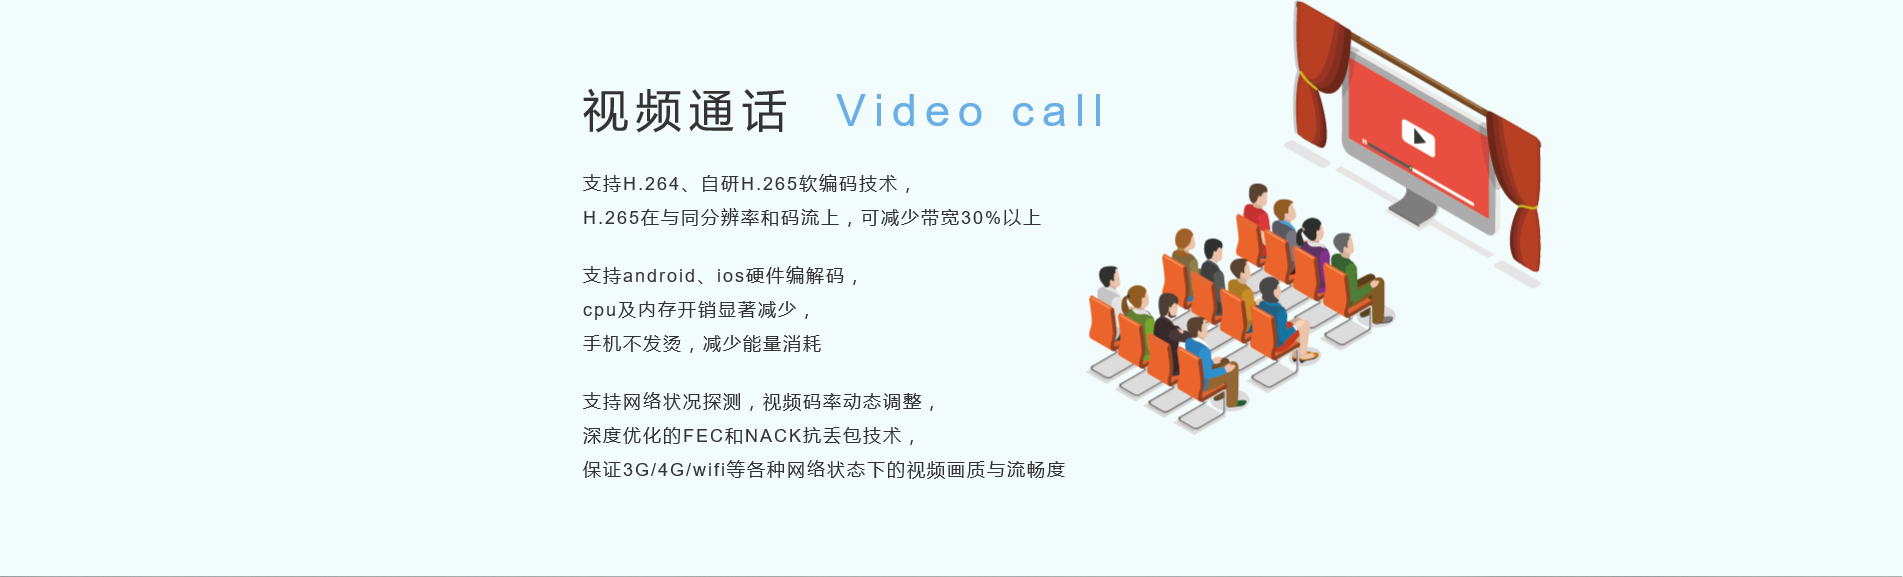 视频通话 Video call
支持H.264、自研H.265软编码技术，
H.265在与同分辨率和码流上，可减少带宽30%以上
支持android、ios硬件编解码，
cpu及内存开销显著减少，
手机不发烫，减少能量消耗
支持网络状况探测，视频码率动态调整，
深度优化的FEC和NACK抗丢包技术，
保证3G/4G/wifi等各种网络状态下的视频画质与流畅度